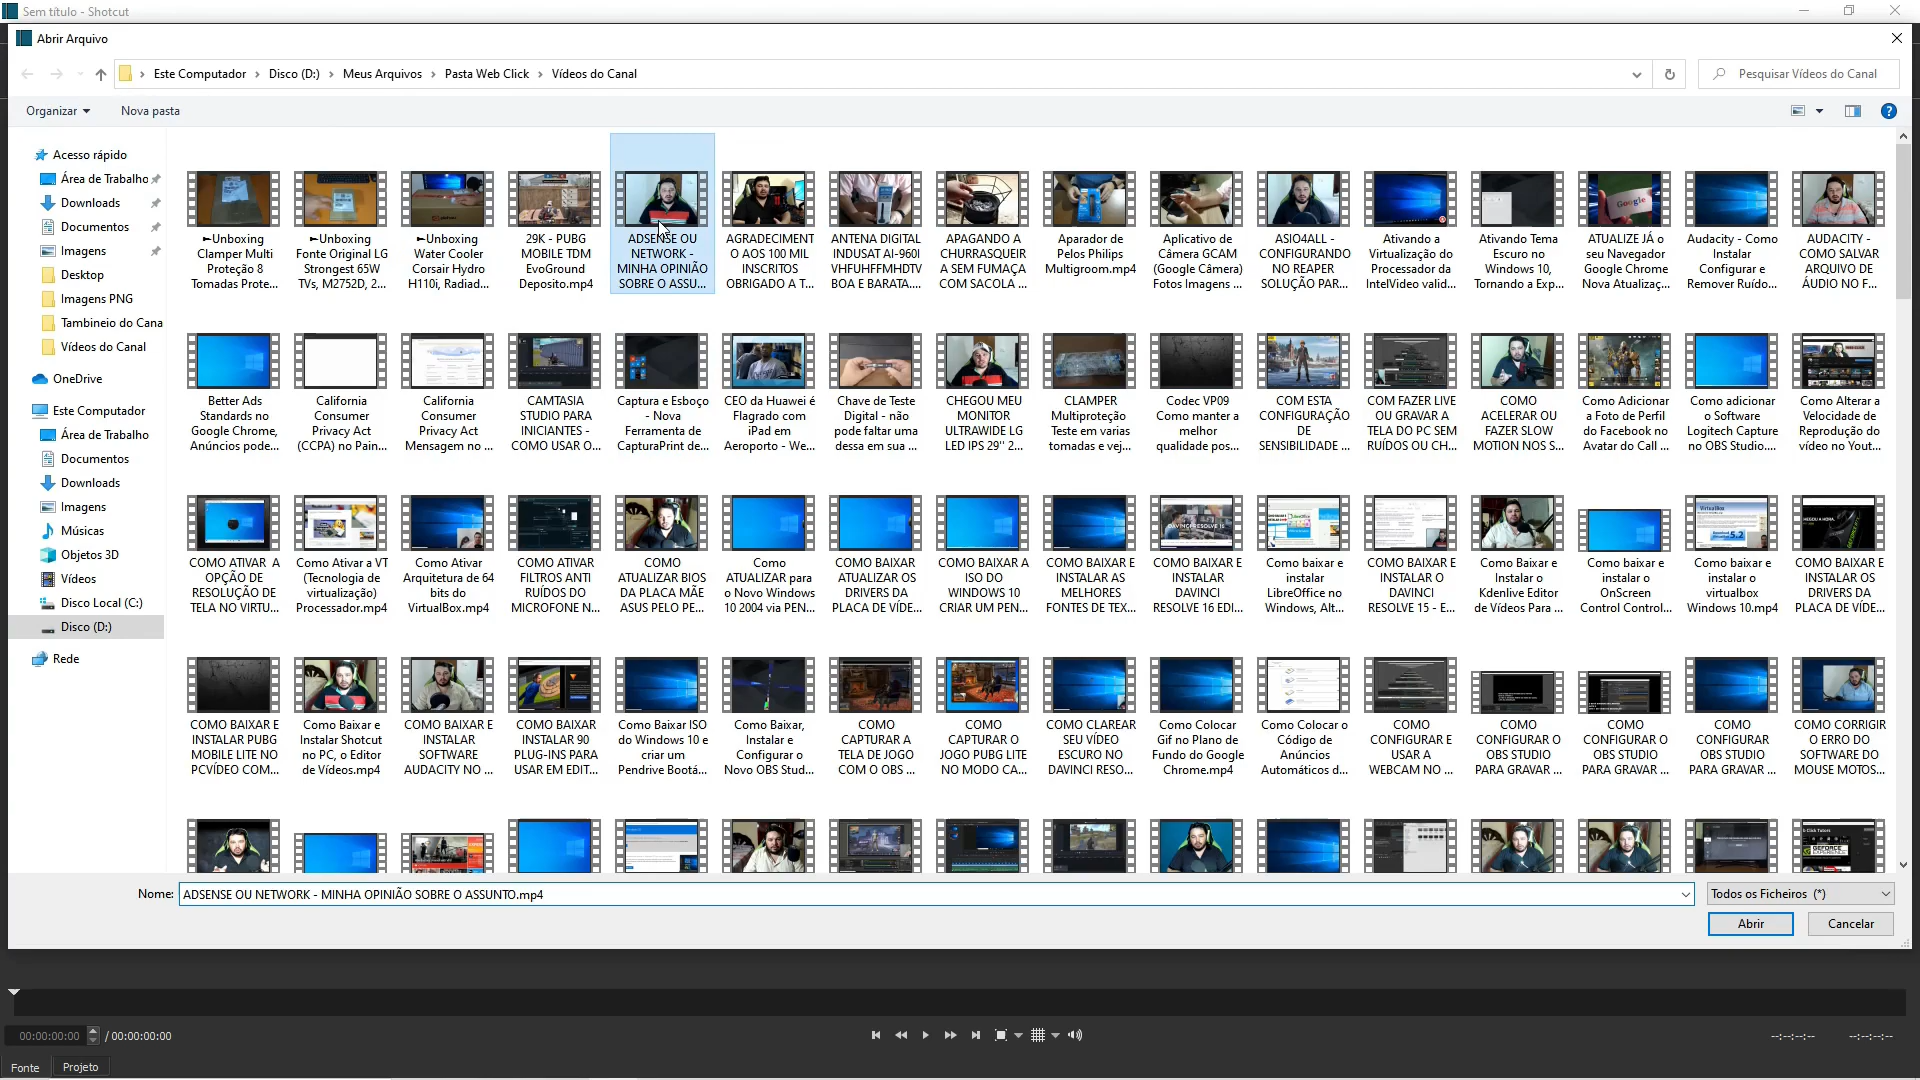 Sem título - Shotcut
Abrir Arquivo
Este Computador › Disco (D:) › Meus Arquivos › Pasta Web Click › Vídeos do Canal
Pesquisar Vídeos do Canal
Organizar
Nova pasta
Acesso rápido
Área de Trabalho
Downloads
Documentos
Imagens
Desktop
Imagens PNG
Tambineio do Cana
Vídeos do Canal
OneDrive
Este Computador
Área de Trabalho
Documentos
Downloads
Imagens
Músicas
Objetos 3D
Vídeos
Disco Local (C:)
Disco (D:)
Rede
►Unboxing
Clamper Multi
Proteção 8
Tomadas Prote...
►Unboxing
Fonte Original LG
Strongest 65W
TVs, M2752D, 2...
►Unboxing
Water Cooler
Corsair Hydro
H110i, Radiad...
29K - PUBG
MOBILE TDM
EvoGround
Deposito.mp4
ADSENSE OU
NETWORK -
MINHA OPINIÃO
SOBRE O ASSU...
AGRADECIMENT
O AOS 100 MIL
INSCRITOS
OBRIGADO A T...
ANTENA DIGITAL
INDUSAT AI-960I
VHFUHFFMHDTV
BOA E BARATA....
APAGANDO A
CHURRASQUEIR
A SEM FUMAÇA
COM SACOLA ...
Aparador de
Pelos Philips
Multigroom.mp4
Aplicativo de
Câmera GCAM
(Google Câmera)
Fotos Imagens ...
ASIO4ALL -
CONFIGURANDO
NO REAPER
SOLUÇÃO PAR...
Ativando a
Virtualização do
Processador da
IntelVideo valid...
Ativando Tema
Escuro no
Windows 10,
Tornando a Exp...
ATUALIZE JÁ o
seu Navegador
Google Chrome
Nova Atualizaç...
Audacity - Como
Instalar
Configurar e
Remover Ruído...
AUDACITY -
COMO SALVAR
ARQUIVO DE
ÁUDIO NO F...
Better Ads
Standards no
Google Chrome,
Anúncios pode...
California
Consumer
Privacy Act
(CCPA) no Pain...
California
Consumer
Privacy Act
Mensagem no ...
CAMTASIA
STUDIO PARA
INICIANTES -
COMO USAR O...
Captura e Esboço
- Nova
Ferramenta de
CapturaPrint de...
CEO da Huawei é
Flagrado com
iPad em
Aeroporto - We...
Chave de Teste
Digital - não
pode faltar uma
dessa em sua ...
CHEGOU MEU
MONITOR
ULTRAWIDE LG
LED IPS 29'' 2...
CLAMPER
Multiproteção
Teste em varias
tomadas e vej...
Codec VP09
Como manter a
melhor
qualidade pos...
COM ESTA
CONFIGURAÇÃO
DE
SENSIBILIDADE ...
COM FAZER LIVE
OU GRAVAR A
TELA DO PC SEM
RUÍDOS OU CH...
COMO
ACELERAR OU
FAZER SLOW
MOTION NOS S...
Como Adicionar
a Foto de Perfil
do Facebook no
Avatar do Call ...
Como adicionar
o Software
Logitech Capture
no OBS Studio....
Como Alterar a
Velocidade de
Reprodução do
vídeo no Yout...
COMO ATIVAR A
OPÇÃO DE
RESOLUÇÃO DE
TELA NO VIRTU...
Como Ativar a VT
(Tecnologia de
virtualização)
Processador.mp4
Como Ativar
Arquitetura de 64
bits do
VirtualBox.mp4
COMO ATIVAR
FILTROS ANTI
RUÍDOS DO
MICROFONE N...
COMO
ATUALIZAR BIOS
DA PLACA MÃE
ASUS PELO PE...
Como
ATUALIZAR para
o Novo Windows
10 2004 via PEN...
COMO BAIXAR
ATUALIZAR OS
DRIVERS DA
PLACA DE VÍDE...
COMO BAIXAR A
ISO DO
WINDOWS 10
CRIAR UM PEN...
COMO BAIXAR E
INSTALAR AS
MELHORES
FONTES DE TEX...
COMO BAIXAR E
INSTALAR
DAVINCI
RESOLVE 16 EDI...
Como baixar e
instalar
LibreOffice no
Windows, Alt...
COMO BAIXAR E
INSTALAR O
DAVINCI
RESOLVE 15 - E...
Como Baixar e
Instalar o
Kdenlive Editor
de Vídeos Para ...
Como baixar e
instalar o
OnScreen
Control Control...
Como baixar e
instalar o
virtualbox
Windows 10.mp4
COMO BAIXAR E
INSTALAR OS
DRIVERS DA
PLACA DE VÍDE...
COMO BAIXAR E
INSTALAR PUBG
MOBILE LITE NO
PCVÍDEO COM...
Como Baixar e
Instalar Shotcut
no PC, o Editor
de Vídeos.mp4
COMO BAIXAR E
INSTALAR
SOFTWARE
AUDACITY NO ...
COMO BAIXAR
INSTALAR 90
PLUG-INS PARA
USAR EM EDIT...
Como Baixar ISO
do Windows 10 e
criar um
Pendrive Bootá...
Como Baixar,
Instalar e
Configurar o
Novo OBS Stud...
COMO
CAPTURAR A
TELA DE JOGO
COM O OBS ...
COMO
CAPTURAR O
JOGO PUBG LITE
NO MODO CA...
COMO CLAREAR
SEU VÍDEO
ESCURO NO
DAVINCI RESO...
Como Colocar
Gif no Plano de
Fundo do Google
Chrome.mp4
Como Colocar o
Código de
Anúncios
Automáticos d...
COMO
CONFIGURAR E
USAR A
WEBCAM NO ...
COMO
CONFIGURAR O
OBS STUDIO
PARA GRAVAR ...
COMO
CONFIGURAR O
OBS STUDIO
PARA GRAVAR ...
COMO
CONFIGURAR
OBS STUDIO
PARA GRAVAR ...
COMO CORRIGIR
O ERRO DO
SOFTWARE DO
MOUSE MOTOS...
Nome: ADSENSE OU NETWORK - MINHA OPINIÃO SOBRE O ASSUNTO.mp4
Todos os Ficheiros (*)
Abrir
Cancelar
00:00:00:00 / 00:00:00:00
--:--:--:-- --:--:--:--
Fonte
Projeto